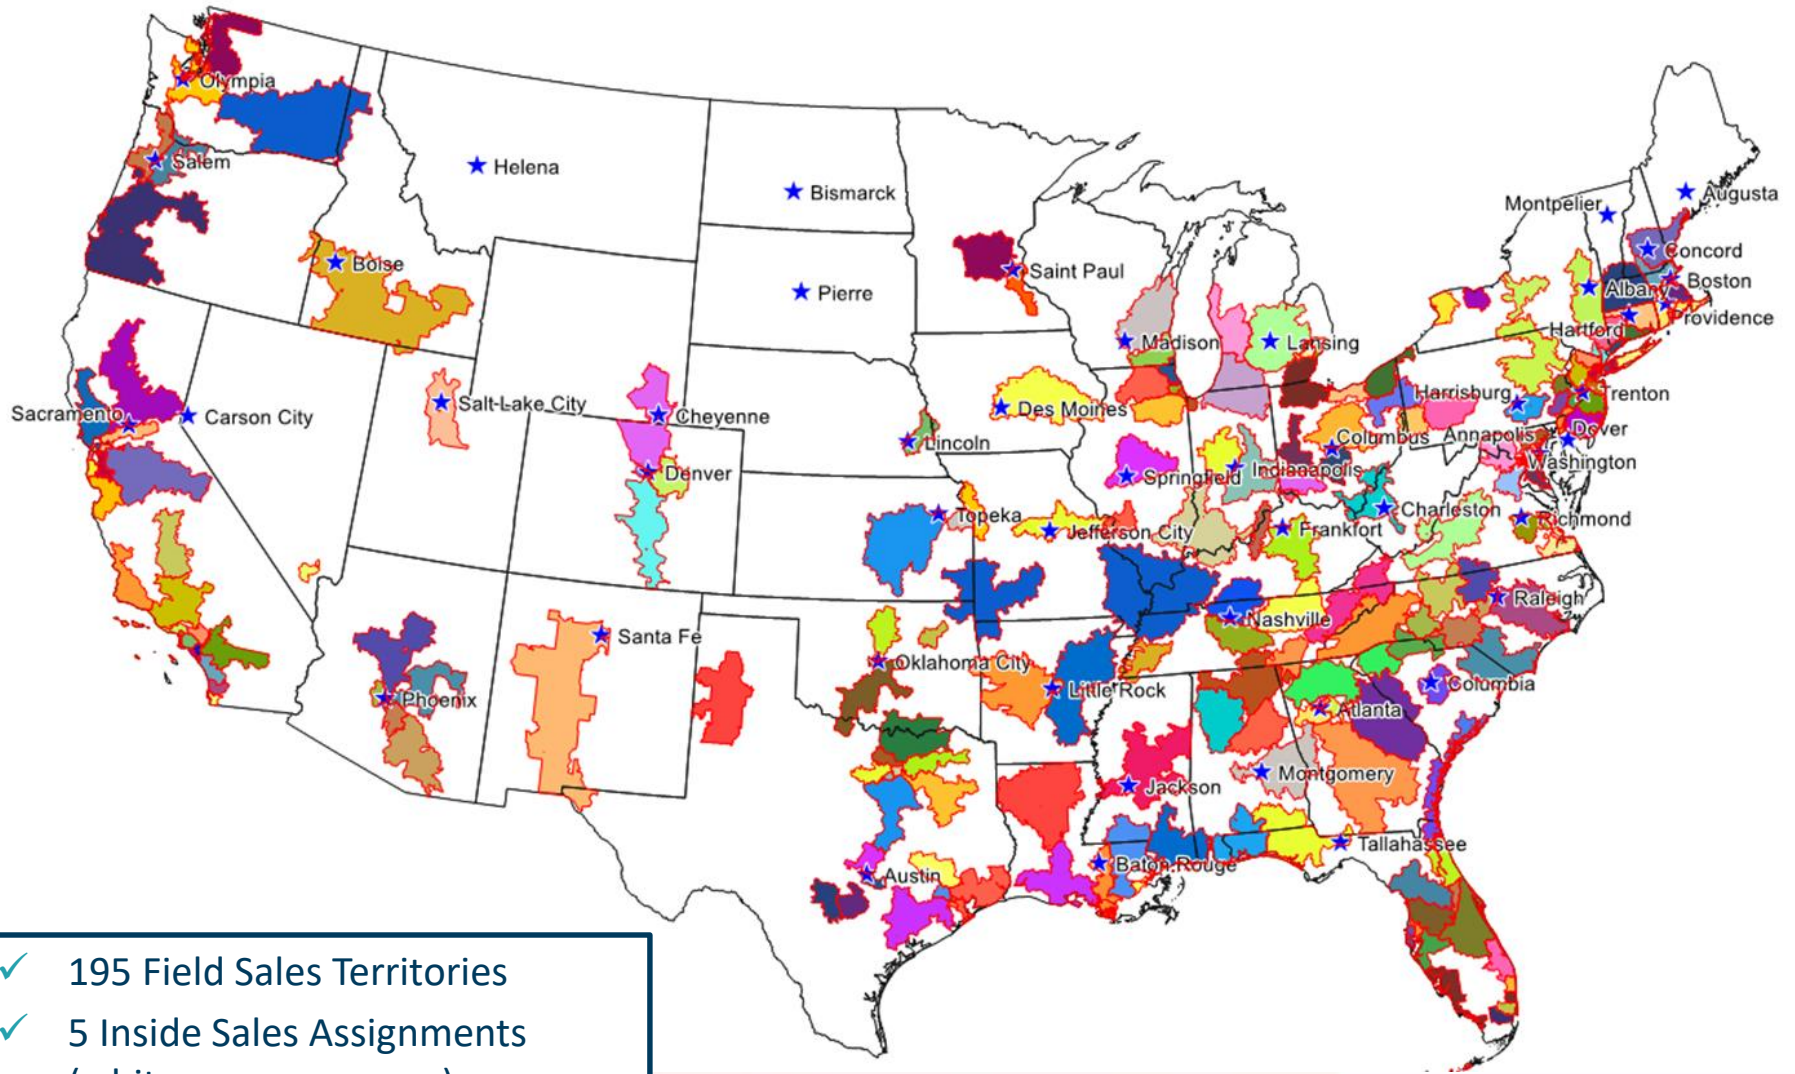 Olympia
Salem
Helena
Bismarck
Augusta
Montpelier
Boise
Saint Paul
Concord
Pierre
Albany
Boston
Madison
Lansing
Hartford
Providence
Sacramento
Carson City
Salt-Lake City
Cheyenne
Des Moines
Harrisburg
Trenton
Lincoln
Columbus
Annapolis
Dover
Denver
Springfield
Indianapolis
Washington
Topeka
Jefferson City
Frankfort
Charleston
Richmond
Santa Fe
Nashville
Raleigh
Phoenix
Oklahoma City
Little Rock
Columbia
Atlanta
Jackson
Montgomery
Austin
Baton Rouge
Tallahassee
✓ 195 Field Sales Territories
✓ 5 Inside Sales Assignments